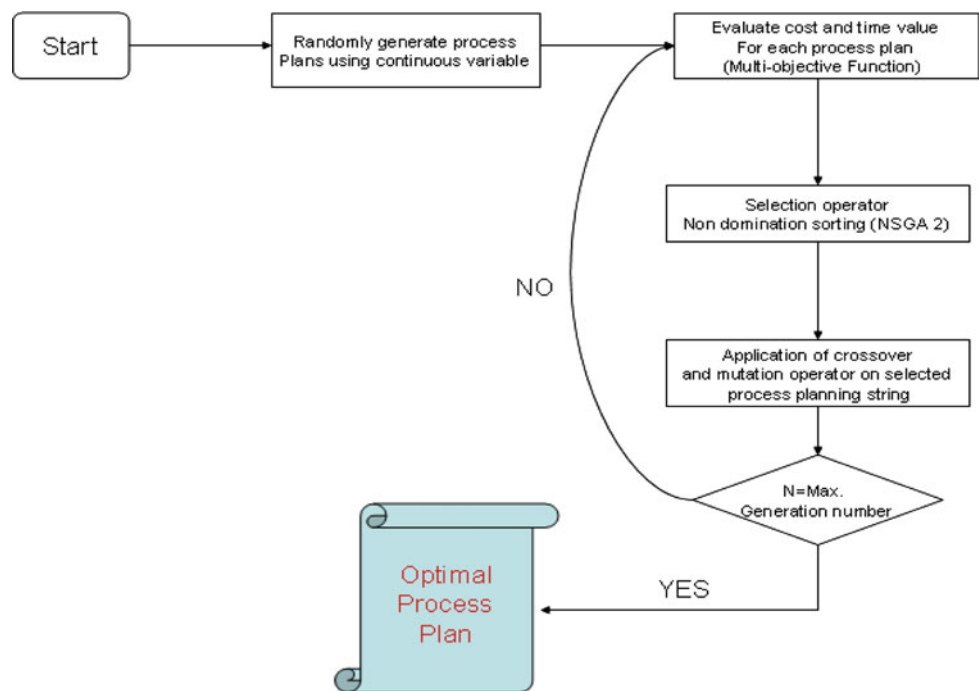 Start
Randomly generate process
Plans using continuous variable
Evaluate cost and time value
For each process plan
(Multi-objective Function)
Selection operator
Non domination sorting (NSGA 2)
NO
Application of crossover
and mutation operator on selected
process planning string
N=Max.
Generation number
YES
Optimal
Process
Plan